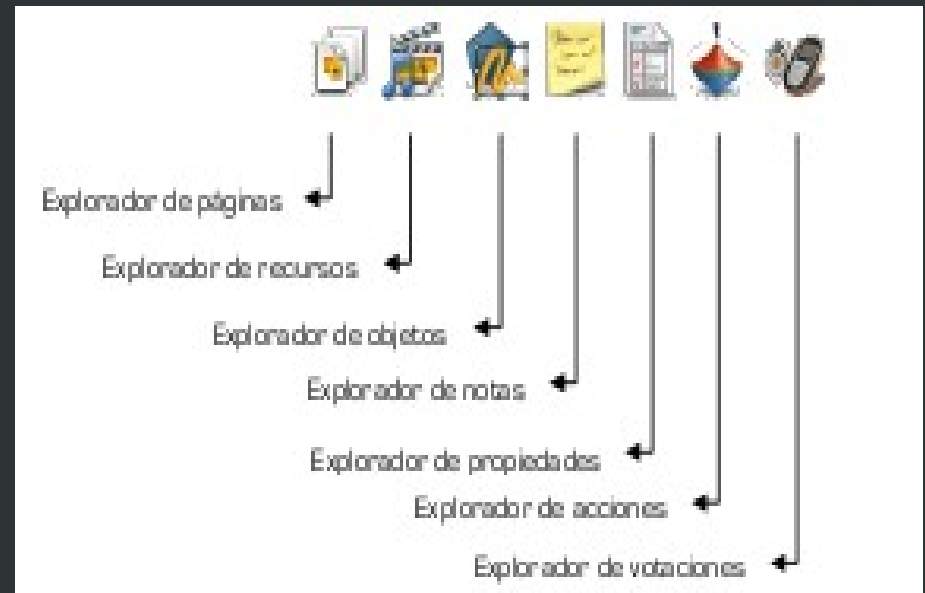 Explorador de páginas
Explorador de recursos
Explorador de objetos
Explorador de notas
Explorador de propiedades
Explorador de acciones
Explorador de votaciones